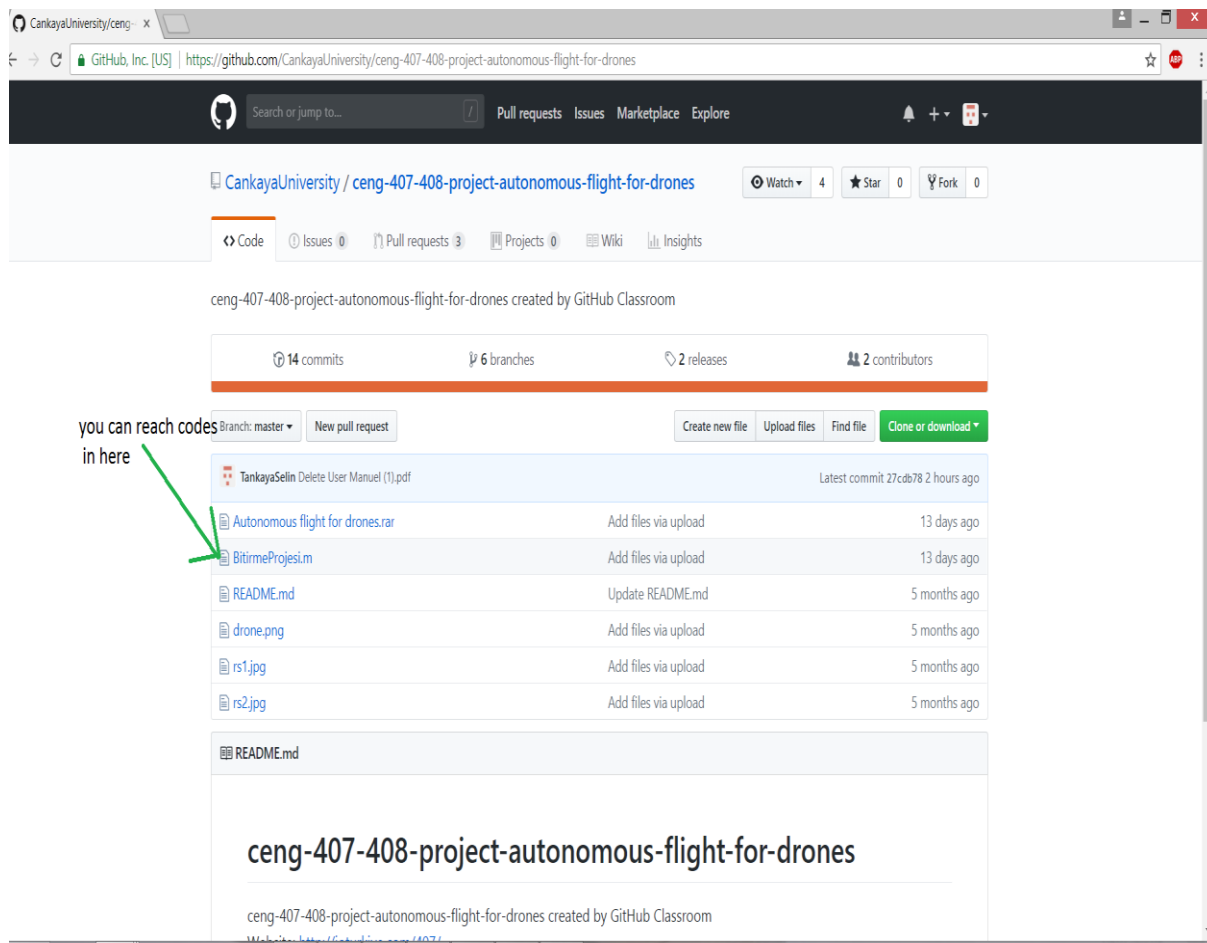 CankayaUniversity/ceng- x
GitHub, Inc. [US] | https://github.com/CankayaUniversity/ceng-407-408-project-autonomous-flight-for-drones
ABP
Search or jump to... / Pull requests Issues Marketplace Explore
CankayaUniversity / ceng-407-408-project-autonomous-flight-for-drones Watch 4 Star 0 Fork 0
Code Issues 0 Pull requests 3 Projects 0 Wiki Insights
ceng-407-408-project-autonomous-flight-for-drones created by GitHub Classroom
14 commits 6 branches 2 releases 2 contributors
you can reach codes
in here
Branch: master New pull request Create new file Upload files Find file Clone or download
TankayaSelin Delete User Manuel (1).pdf Latest commit 27cdb78 2 hours ago
Autonomous flight for drones.rar Add files via upload 13 days ago
BitirmeProjesi.m Add files via upload 13 days ago
README.md Update README.md 5 months ago
drone.png Add files via upload 5 months ago
rs1.jpg Add files via upload 5 months ago
rs2.jpg Add files via upload 5 months ago
README.md
ceng-407-408-project-autonomous-flight-for-drones
ceng-407-408-project-autonomous-flight-for-drones created by GitHub Classroom